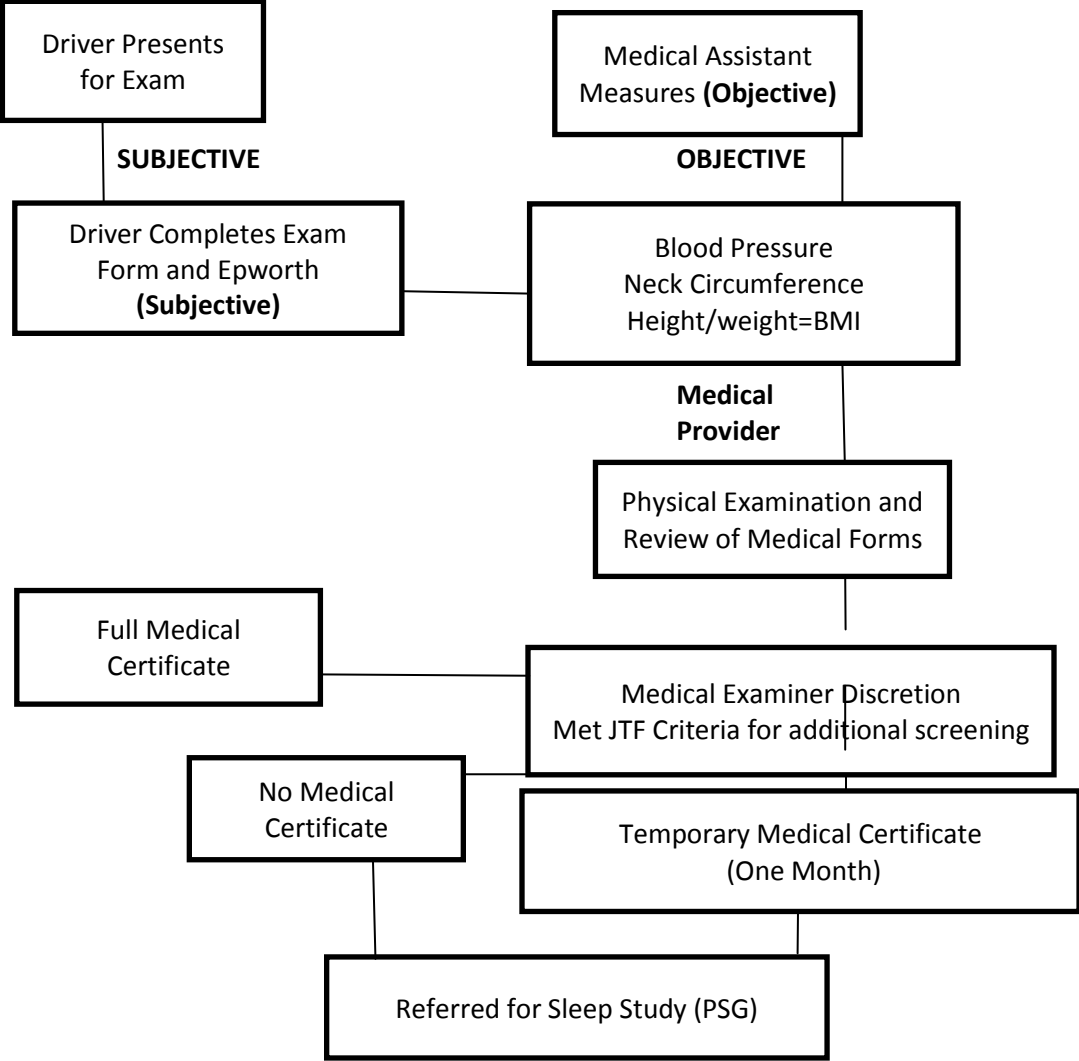 Driver Presents
for Exam
Medical Assistant
Measures (Objective)
SUBJECTIVE
OBJECTIVE
Driver Completes Exam
Form and Epworth
(Subjective)
Blood Pressure
Neck Circumference
Height/weight=BMI
Medical
Provider
Physical Examination and
Review of Medical Forms
Full Medical
Certificate
Medical Examiner Discretion
Met JTF Criteria for additional screening
No Medical
Certificate
Temporary Medical Certificate
(One Month)
Referred for Sleep Study (PSG)